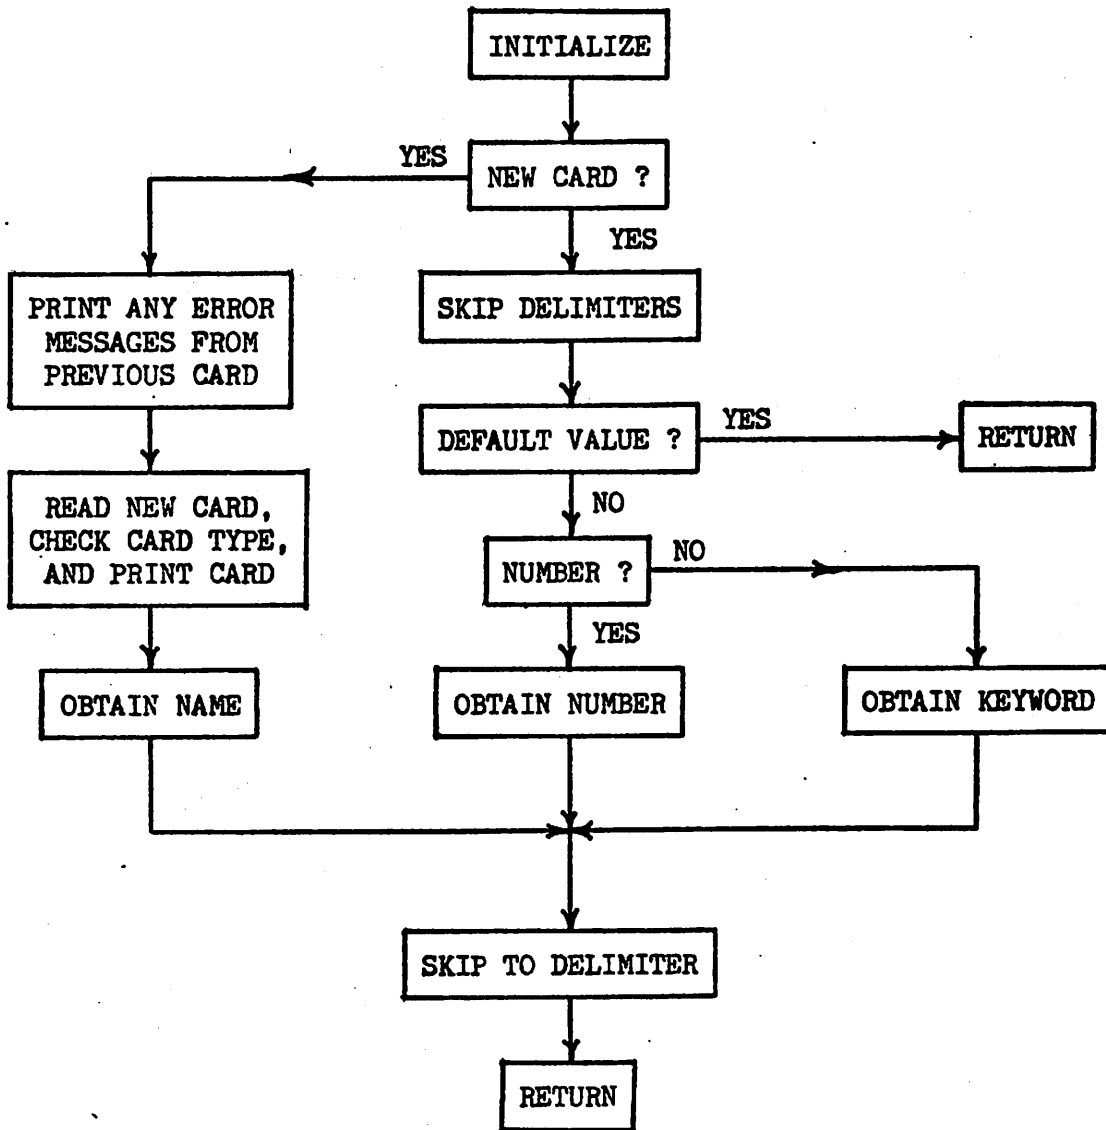 INITIALIZE
YES
NEW CARD ?
YES
PRINT ANY ERROR
MESSAGES FROM
PREVIOUS CARD
SKIP DELIMITERS
DEFAULT VALUE ?
YES
RETURN
READ NEW CARD,
CHECK CARD TYPE,
AND PRINT CARD
NO
NUMBER ?
NO
YES
OBTAIN NAME
OBTAIN NUMBER
OBTAIN KEYWORD
SKIP TO DELIMITER
RETURN